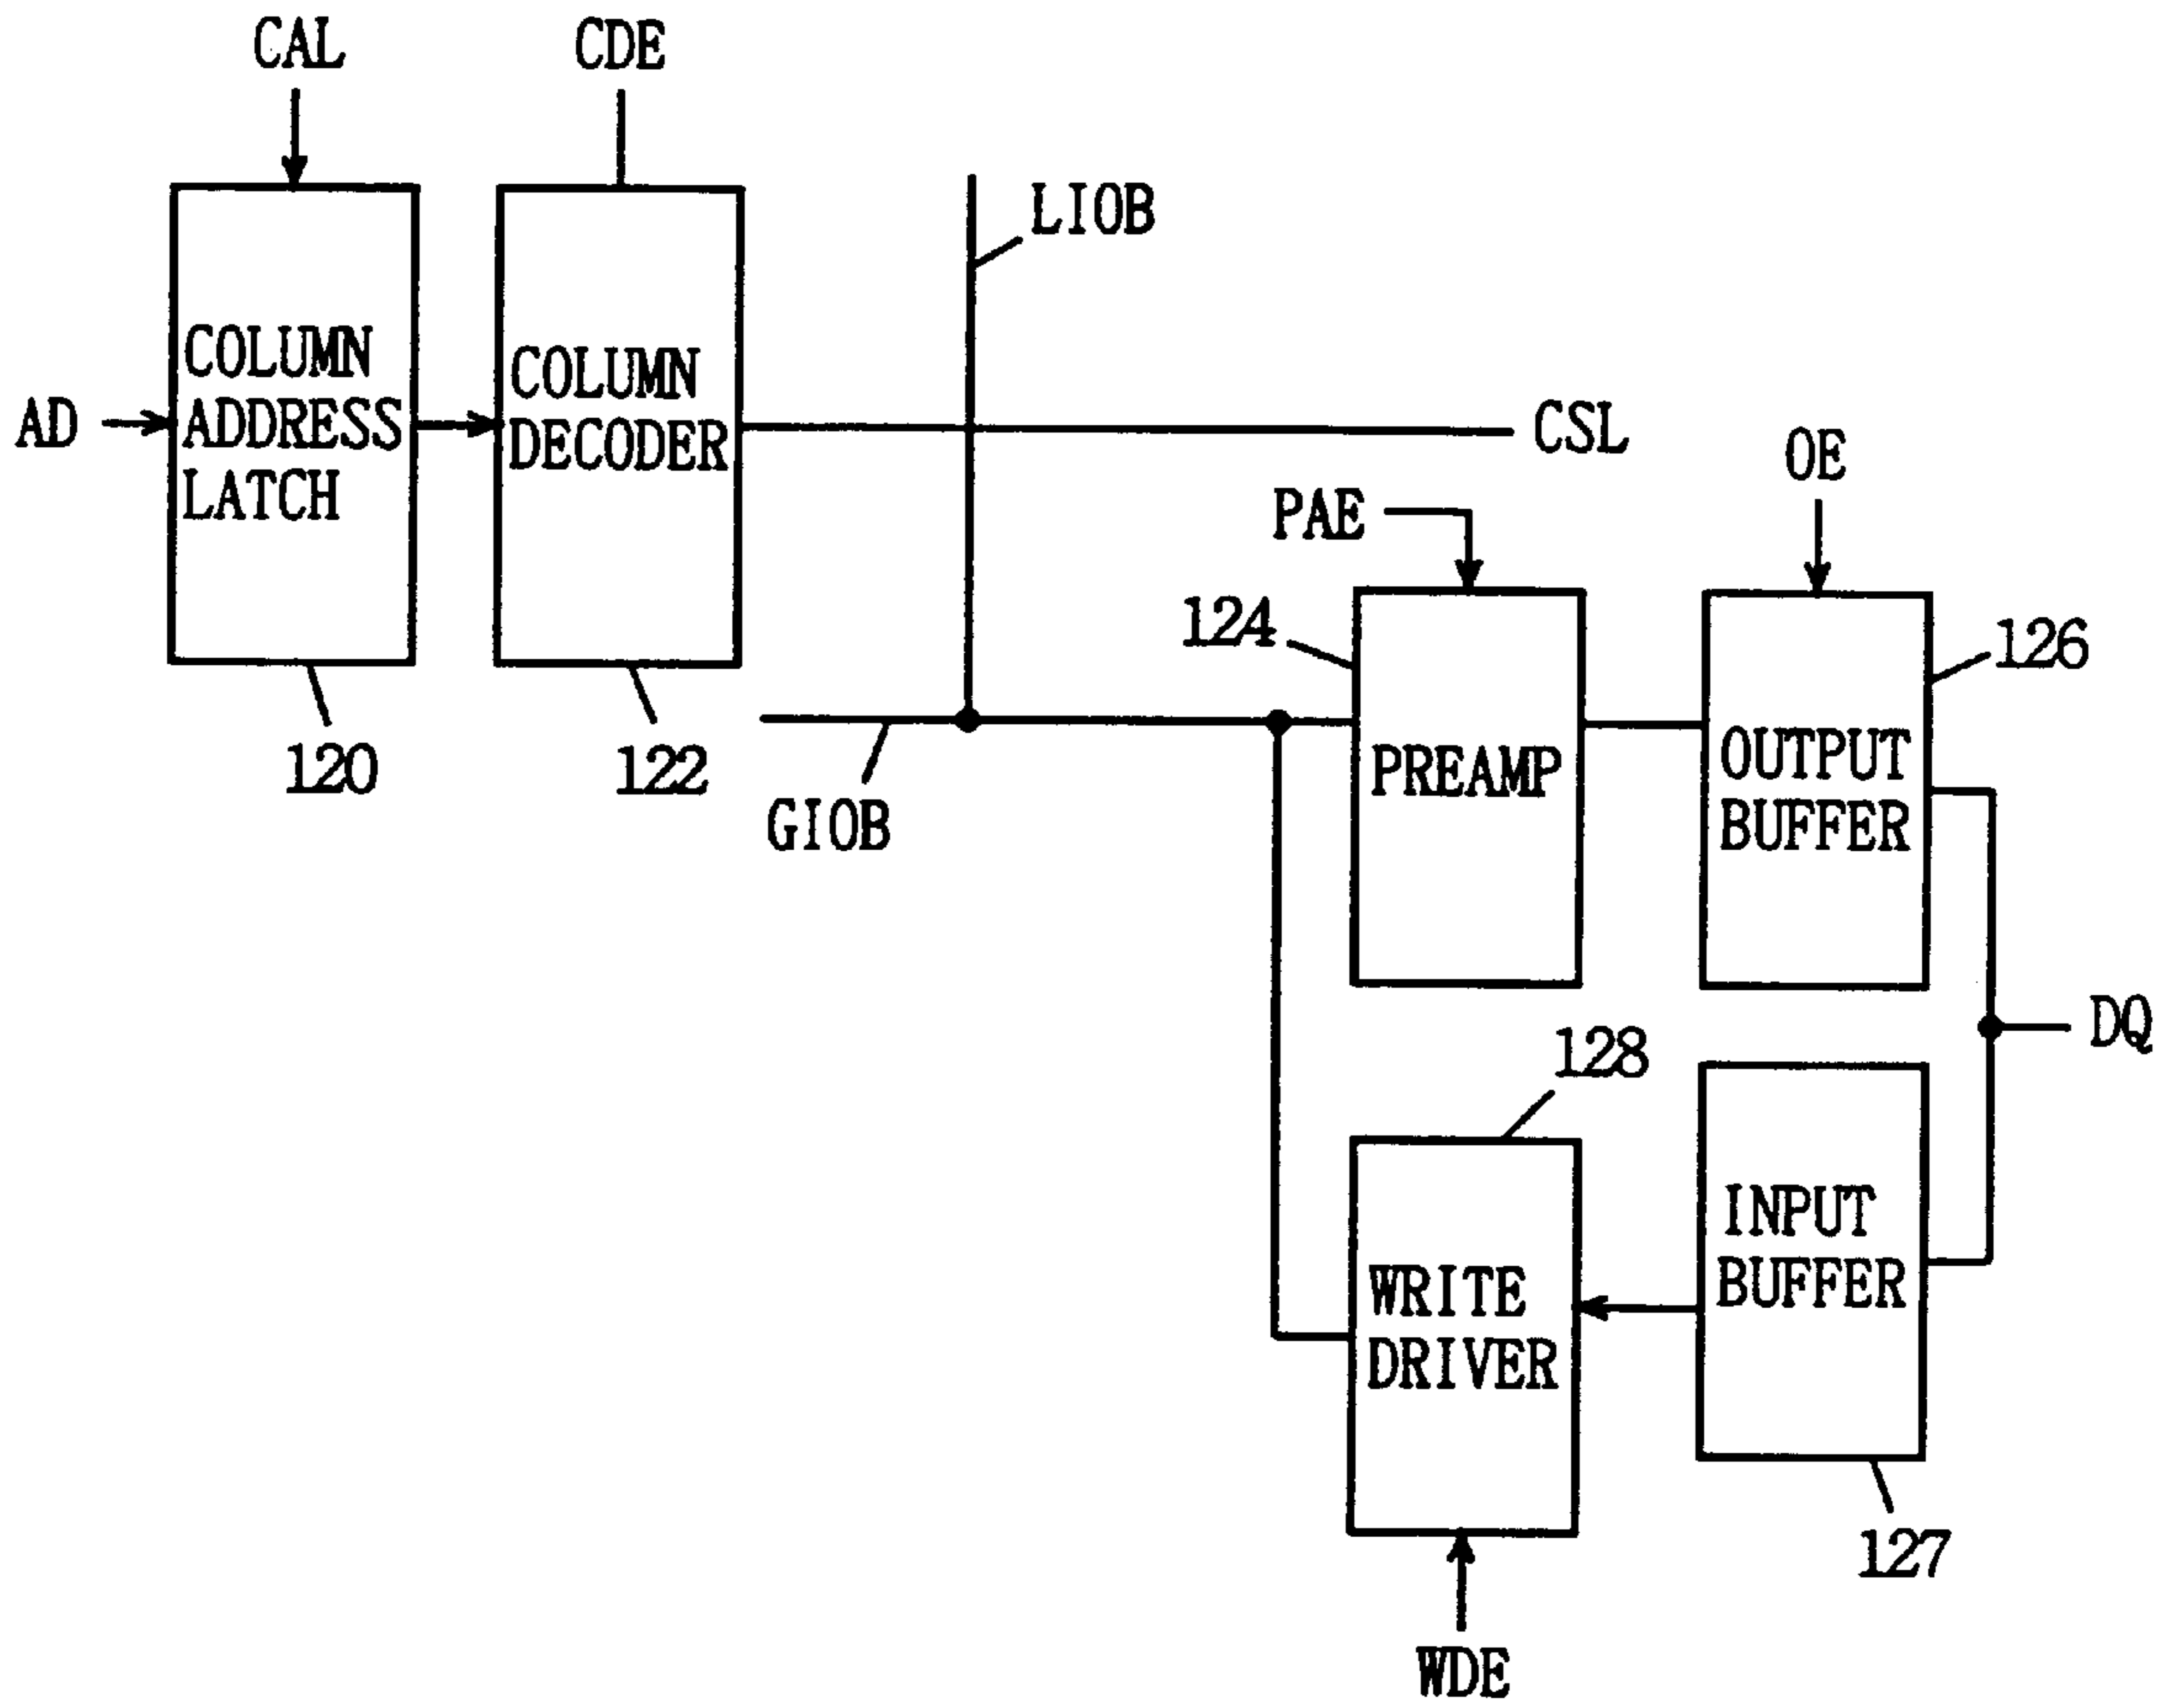 CAL
CDE
LIOB
COLUMN
ADDRESS
LATCH
COLUMN
DECODER
AD
CSL
OE
PAE
124
126
120
122
GIOB
PREAMP
OUTPUT
BUFFER
DQ
128
INPUT
BUFFER
WRITE
DRIVER
127
WDE